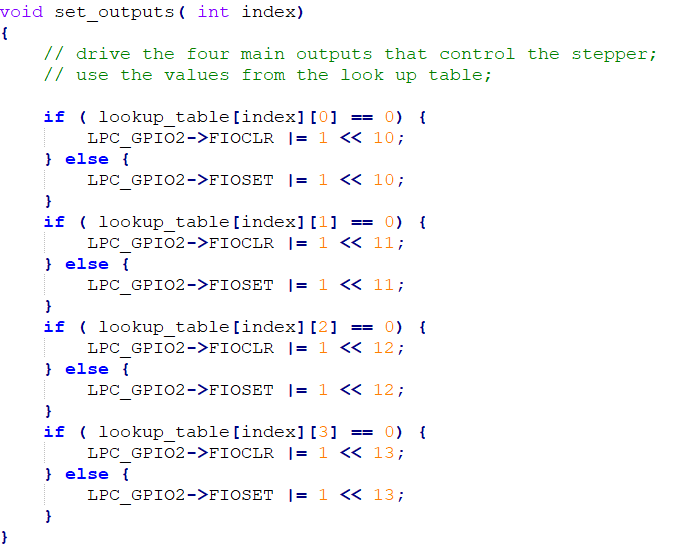 void set_outputs( int index)
{
    // drive the four main outputs that control the stepper;
    // use the values from the look up table;

    if ( lookup_table[index][0] == 0) {
        LPC_GPIO2->FIOCLR |= 1 << 10;
    } else {
        LPC_GPIO2->FIOSET |= 1 << 10;
    }
    if ( lookup_table[index][1] == 0) {
        LPC_GPIO2->FIOCLR |= 1 << 11;
    } else {
        LPC_GPIO2->FIOSET |= 1 << 11;
    }
    if ( lookup_table[index][2] == 0) {
        LPC_GPIO2->FIOCLR |= 1 << 12;
    } else {
        LPC_GPIO2->FIOSET |= 1 << 12;
    }
    if ( lookup_table[index][3] == 0) {
        LPC_GPIO2->FIOCLR |= 1 << 13;
    } else {
        LPC_GPIO2->FIOSET |= 1 << 13;
    }
}